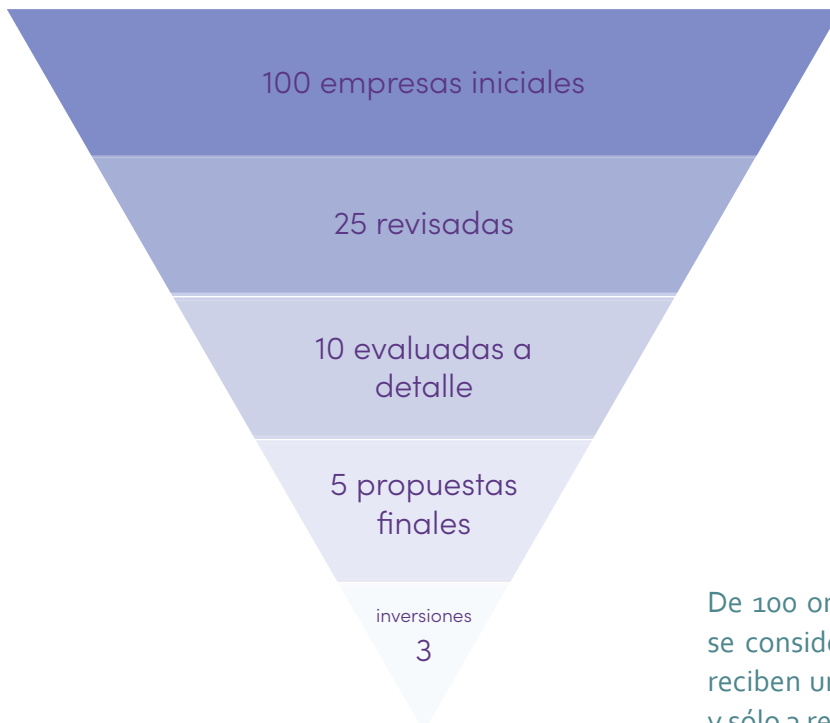 100 empresas iniciales
25 revisadas
10 evaluadas a
detalle
5 propuestas
finales
inversiones
3
De 100
se
reciben
y sólo